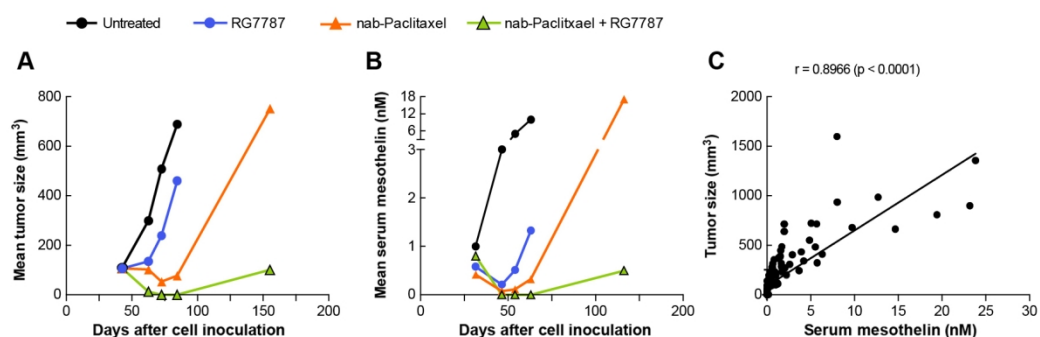 Untreated RG7787 nab-Paclitaxel nab-Paclitxael + RG7787
A
Mean tumor size (mm³)
800
600
400
200
0
0 50 100 150 200
Days after cell inoculation
B
Mean serum mesothelin (nM)
18
12
6
3
2
1
0
0 50 100 150 200
Days after cell inoculation
C
r = 0.8966 (p < 0.0001)
Tumor size (mm³)
2000
1500
1000
500
0
0 5 10 15 20 25 30
Serum mesothelin (nM)